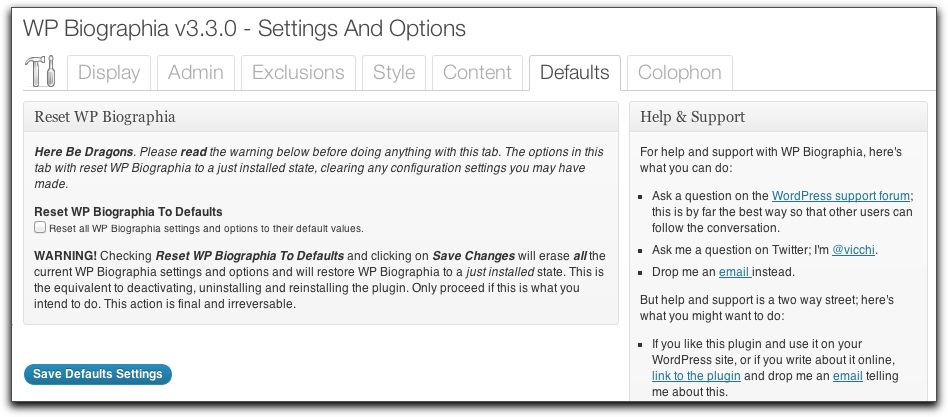 WP Biographia v3.3.0 - Settings And Options
Display Admin Exclusions Style Content Defaults Colophon
Reset WP Biographia
Here Be Dragons. Please read the warning below before doing anything with this tab. The options in this
tab with reset WP Biographia to a just installed state, clearing any configuration settings you may have
made.
Reset WP Biographia To Defaults
Reset all WP Biographia settings and options to their default values.
WARNING! Checking Reset WP Biographia To Defaults and clicking on Save Changes will erase all the
current WP Biographia settings and options and will restore WP Biographia to a just installed state. This is
the equivalent to deactivating, uninstalling and reinstalling the plugin. Only proceed if this is what you
intend to do. This action is final and irreversable.
Save Defaults Settings
Help & Support
For help and support with WP Biographia, here's
what you can do:
Ask a question on the WordPress support forum;
this is by far the best way so that other users can
follow the conversation.
Ask me a question on Twitter; I'm @vicchi.
Drop me an email instead.
But help and support is a two way street; here's
what you might want to do:
If you like this plugin and use it on your
WordPress site, or if you write about it online,
link to the plugin and drop me an email telling
me about this.